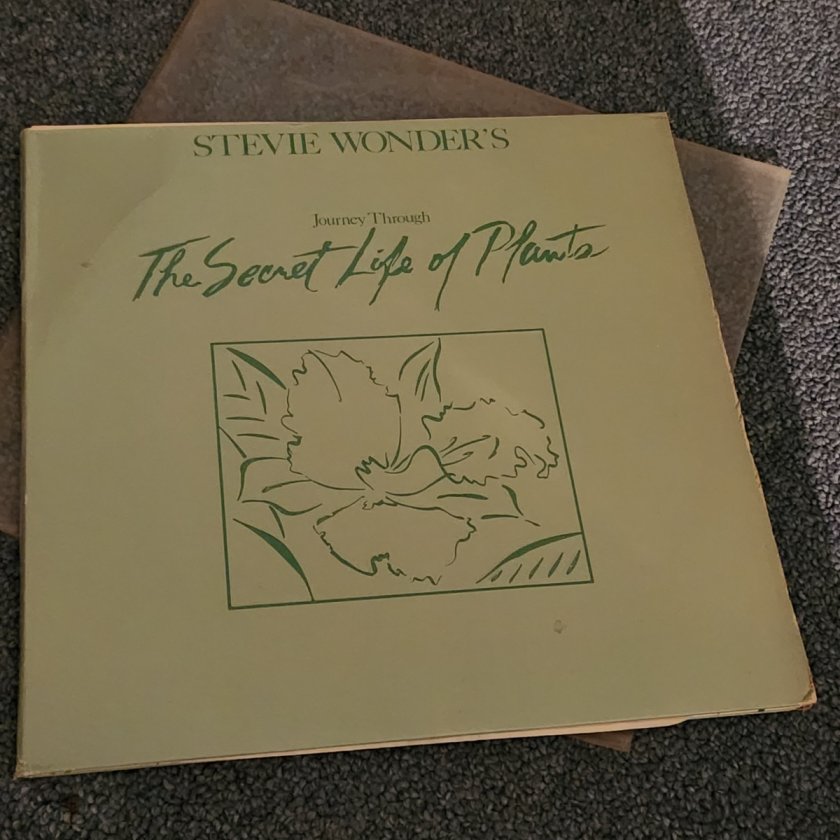 STEVIE WONDER'S
Journey Through
The Secret Life of Plants